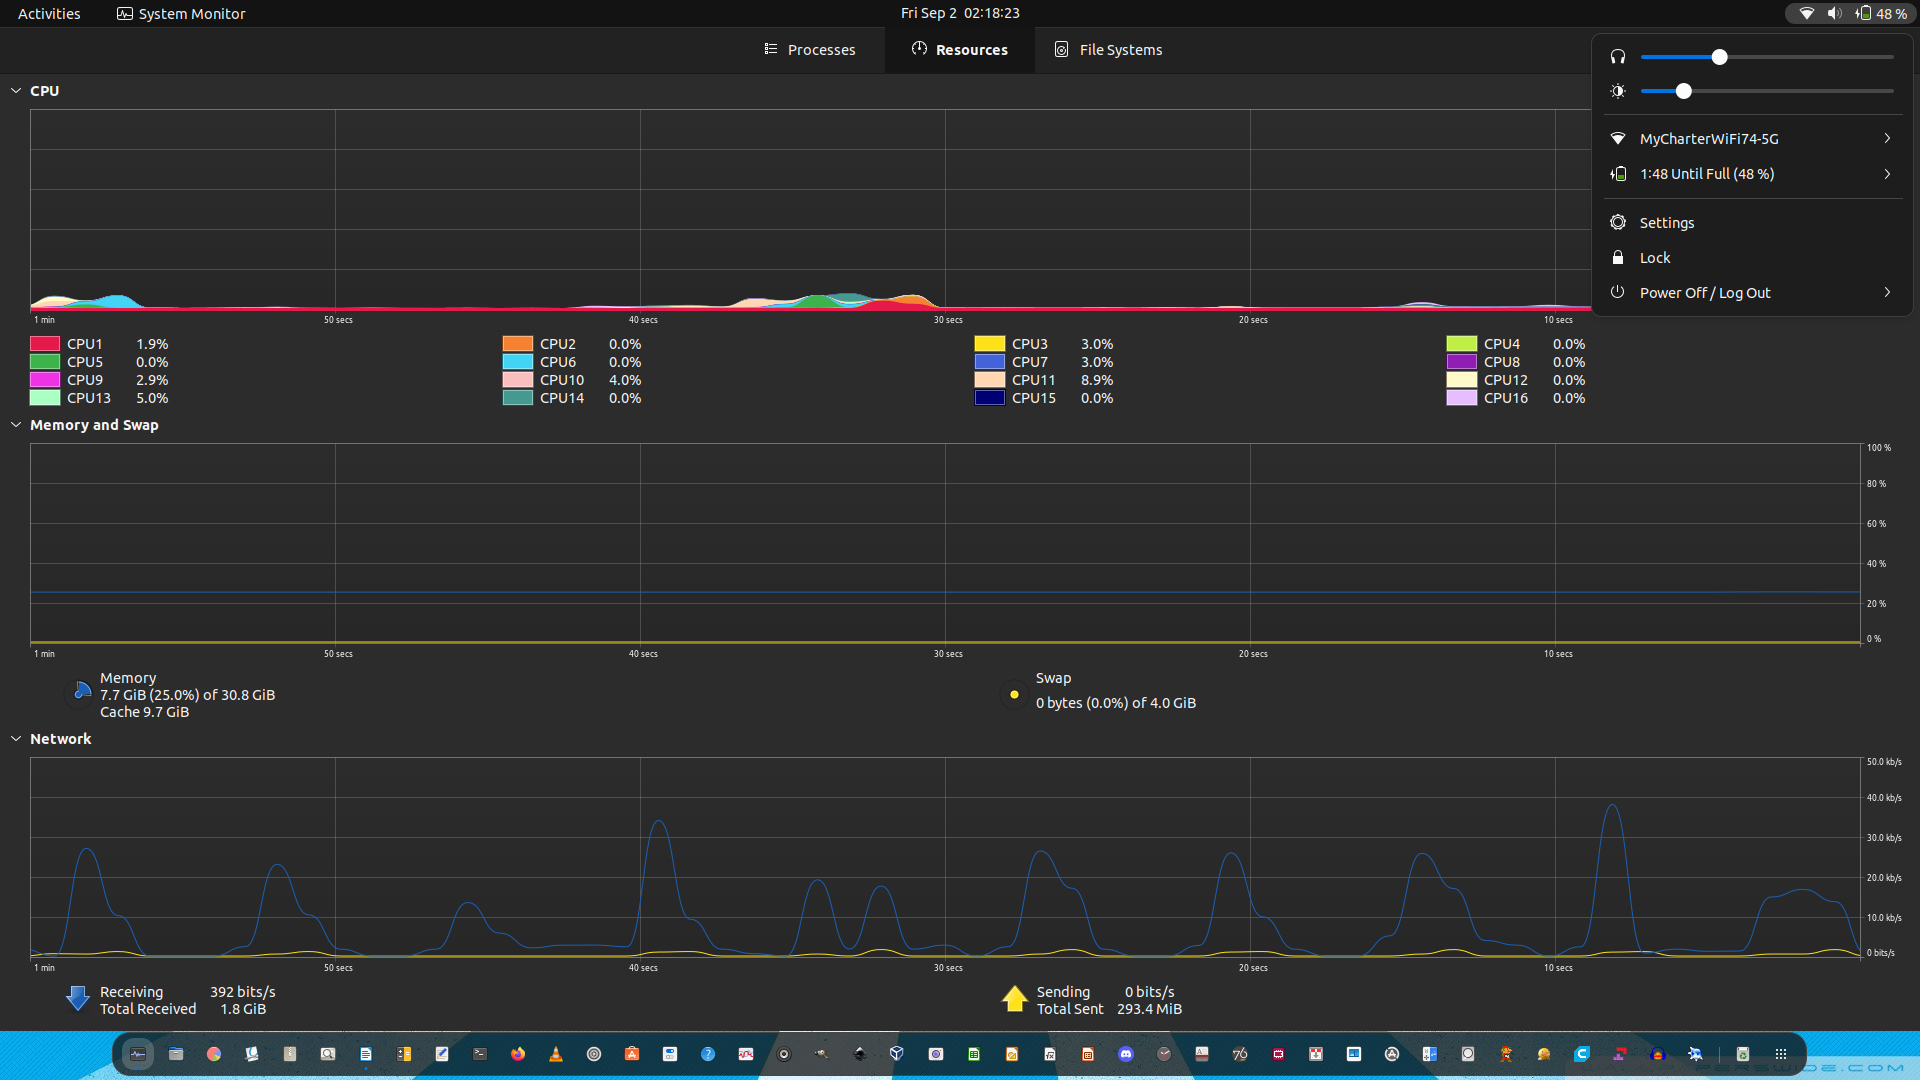 Activities System Monitor Fri Sep 2 02:18:23 48 %
Processes Resources File Systems
CPU
MyCharterWiFi74-5G
1:48 Until Full (48 %)
Settings
Lock
Power Off / Log Out
1 min 50 secs 40 secs 30 secs 20 secs 10 secs
CPU1 1.9% CPU2 0.0% CPU3 3.0% CPU4 0.0%
CPU5 0.0% CPU6 0.0% CPU7 3.0% CPU8 0.0%
CPU9 2.9% CPU10 4.0% CPU11 8.9% CPU12 0.0%
CPU13 5.0% CPU14 0.0% CPU15 0.0% CPU16 0.0%
Memory and Swap
100 %
80 %
60 %
40 %
20 %
0 %
1 min 50 secs 40 secs 30 secs 20 secs 10 secs
Memory
7.7 GiB (25.0%) of 30.8 GiB
Cache 9.7 GiB
Swap
0 bytes (0.0%) of 4.0 GiB
Network
50.0 kb/s
40.0 kb/s
30.0 kb/s
20.0 kb/s
10.0 kb/s
0 bits/s
1 min 50 secs 40 secs 30 secs 20 secs 10 secs
Receiving 392 bits/s
Total Received 1.8 GiB
Sending 0 bits/s
Total Sent 293.4 MiB